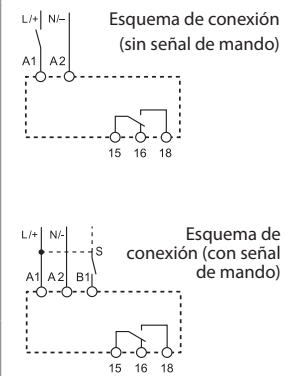 L/+ N/– Esquema de conexión
(sin señal de mando)
A1 A2
15 16 18
L/+ N/- Esquema de
S conexión (con señal
de mando)
A1 A2 B1
15 16 18